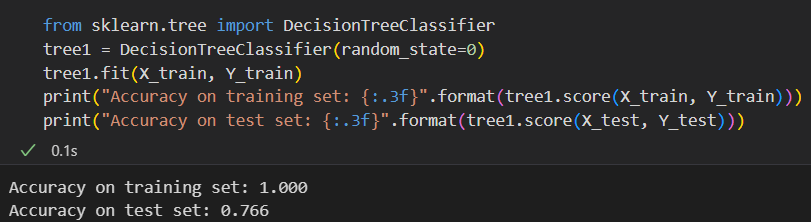 from sklearn.tree import DecisionTreeClassifier
tree1 = DecisionTreeClassifier(random_state=0)
tree1.fit(X_train, Y_train)
print("Accuracy on training set: {:.3f}".format(tree1.score(X_train, Y_train)))
print("Accuracy on test set: {:.3f}".format(tree1.score(X_test, Y_test)))
✓ 0.1s
Accuracy on training set: 1.000
Accuracy on test set: 0.766